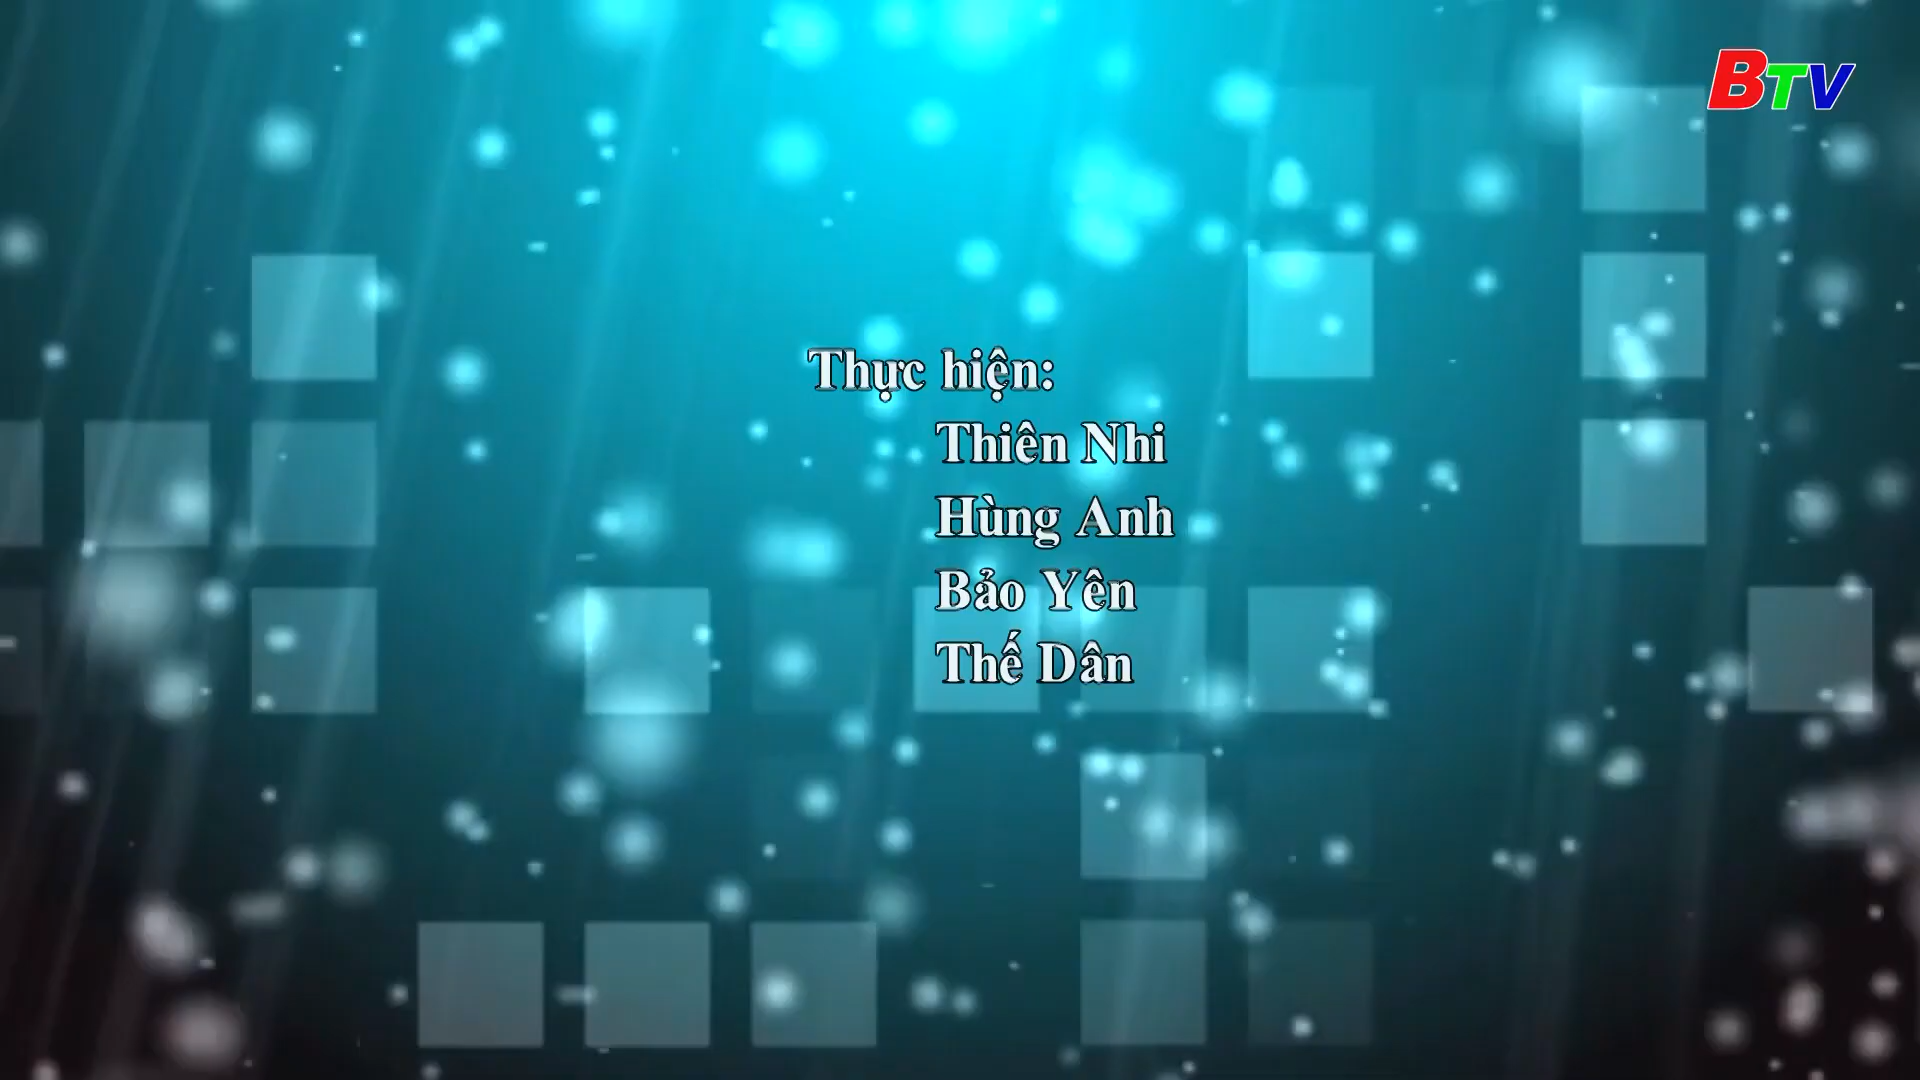 BTV
Thực hiện:
Thiên Nhi
Hùng Anh
Bảo Yên
Thế Dân